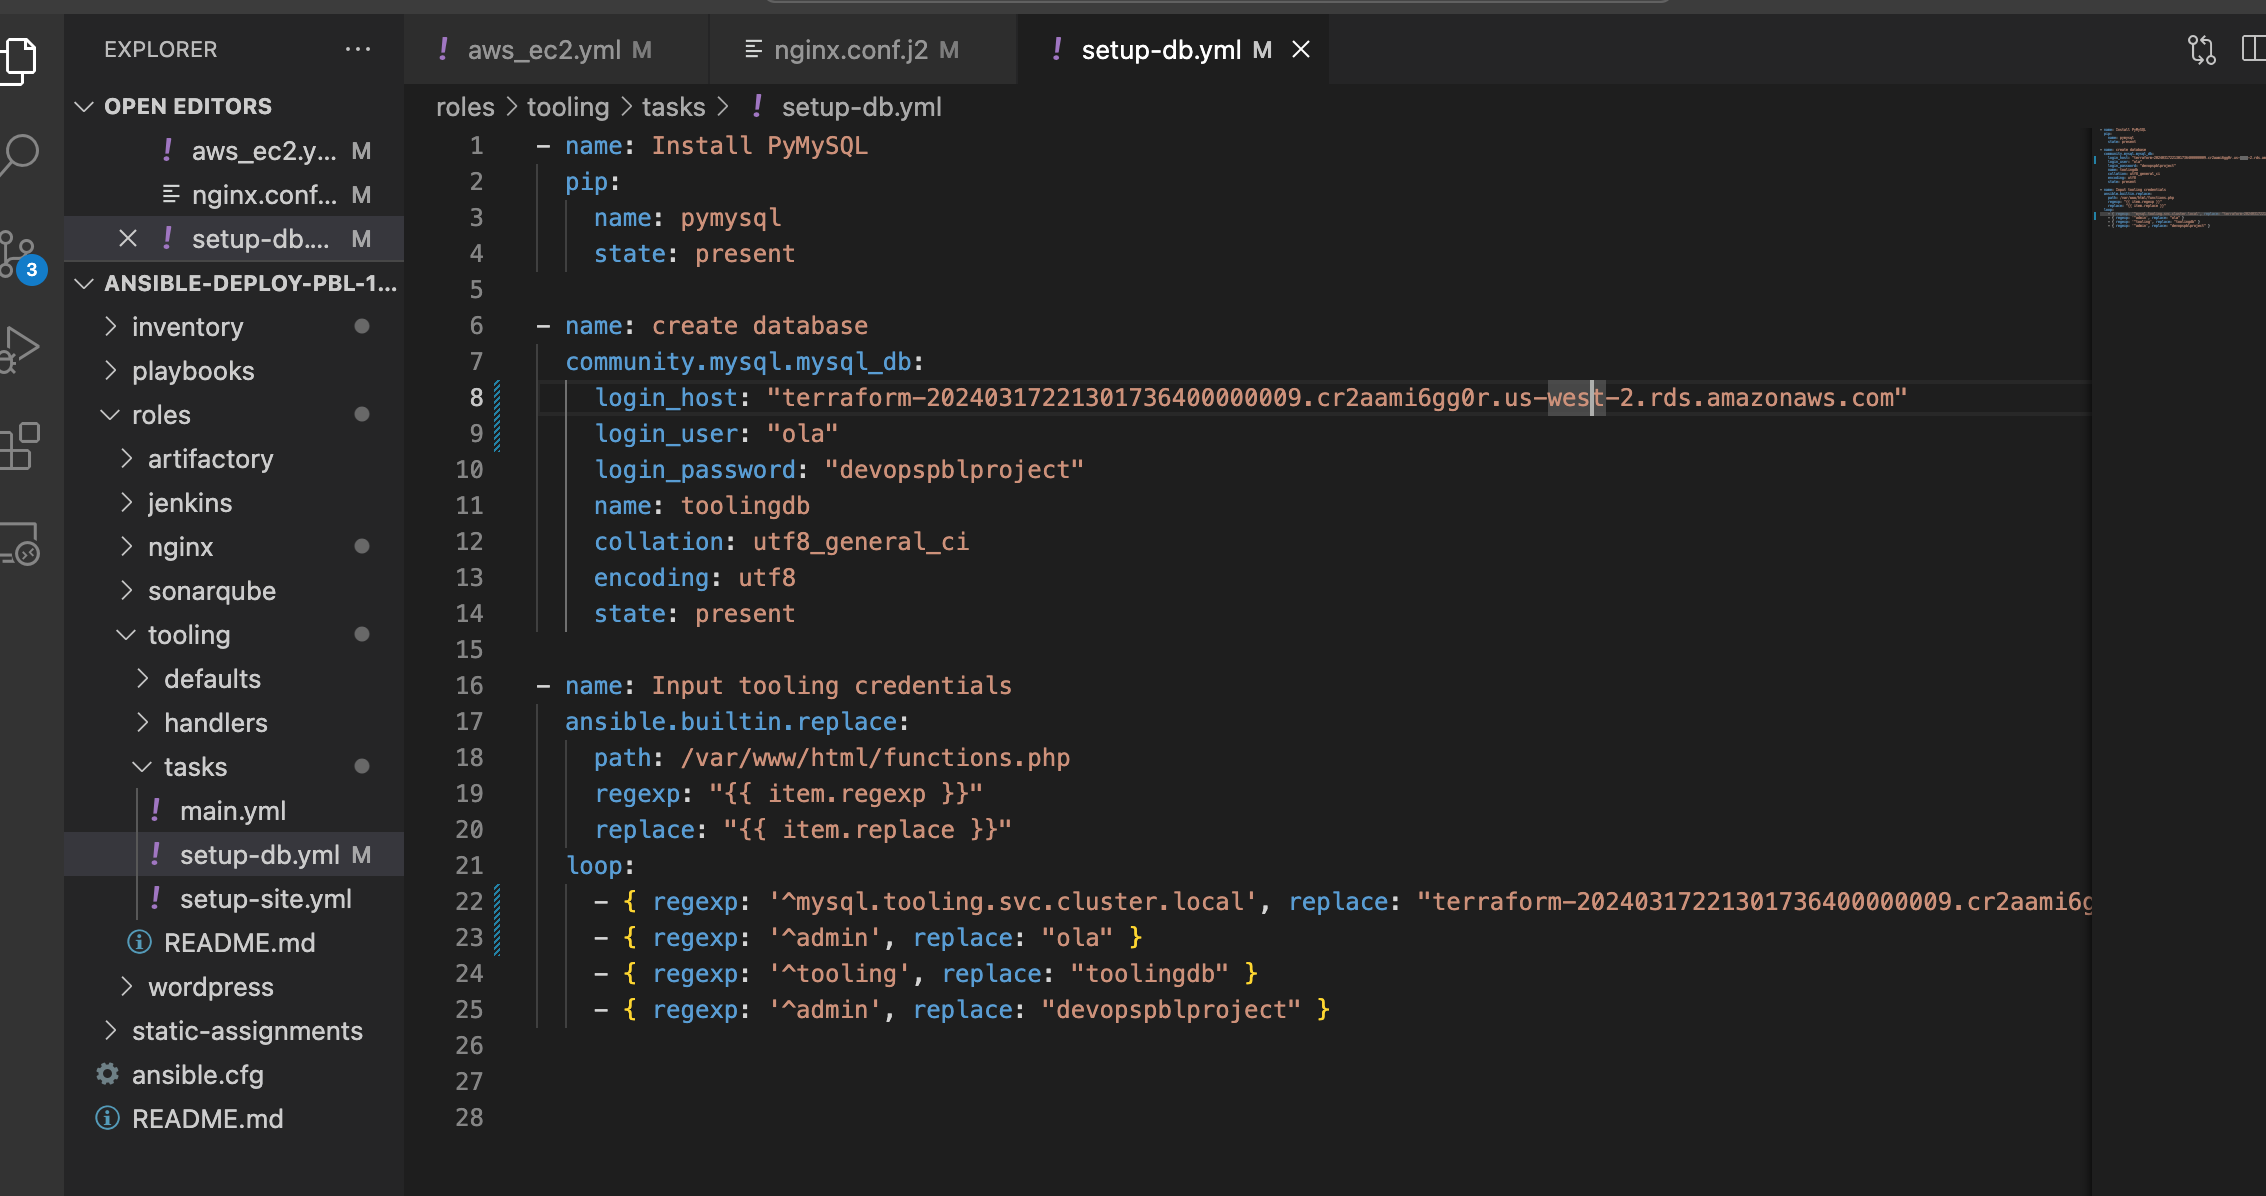 EXPLORER
OPEN EDITORS
aws_ec2.y... M
nginx.conf... M
setup-db.... M
3
ANSIBLE-DEPLOY-PBL-1...
inventory
playbooks
roles
artifactory
jenkins
nginx
sonarqube
tooling
defaults
handlers
tasks
main.yml
setup-db.yml M
setup-site.yml
README.md
wordpress
static-assignments
ansible.cfg
README.md
aws_ec2.yml M
nginx.conf.j2 M
setup-db.yml M
roles > tooling > tasks > ! setup-db.yml
1 - name: Install PyMySQL
2 pip:
3 name: pymysql
4 state: present
5
6 - name: create database
7 community.mysql.mysql_db:
8 login_host: "terraform-20240317221301736400000009.cr2aami6gg0r.us-west-2.rds.amazonaws.com"
9 login_user: "ola"
10 login_password: "devopspblproject"
11 name: toolingdb
12 collation: utf8_general_ci
13 encoding: utf8
14 state: present
15
16 - name: Input tooling credentials
17 ansible.builtin.replace:
18 path: /var/www/html/functions.php
19 regexp: "{{ item.regexp }}"
20 replace: "{{ item.replace }}"
21 loop:
22 - { regexp: '^mysql.tooling.svc.cluster.local', replace: "terraform-20240317221301736400000009.cr2aami6g
23 - { regexp: '^admin', replace: "ola" }
24 - { regexp: '^tooling', replace: "toolingdb" }
25 - { regexp: '^admin', replace: "devopspblproject" }
26
27
28